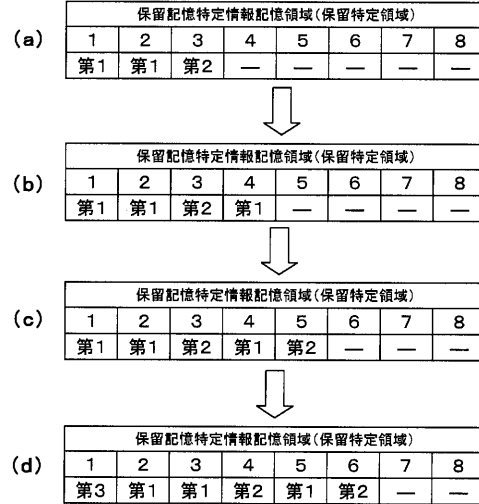 (a)
保留記憶特定情報記憶領域(保留特定領域)
1 2 3 4 5 6 7 8
第1 第1 第2 — — — — —
(b)
保留記憶特定情報記憶領域(保留特定領域)
1 2 3 4 5 6 7 8
第1 第1 第2 第1 — — — —
(c)
保留記憶特定情報記憶領域(保留特定領域)
1 2 3 4 5 6 7 8
第1 第1 第2 第1 第2 — — —
(d)
保留記憶特定情報記憶領域(保留特定領域)
1 2 3 4 5 6 7 8
第3 第1 第1 第2 第1 第2 — —